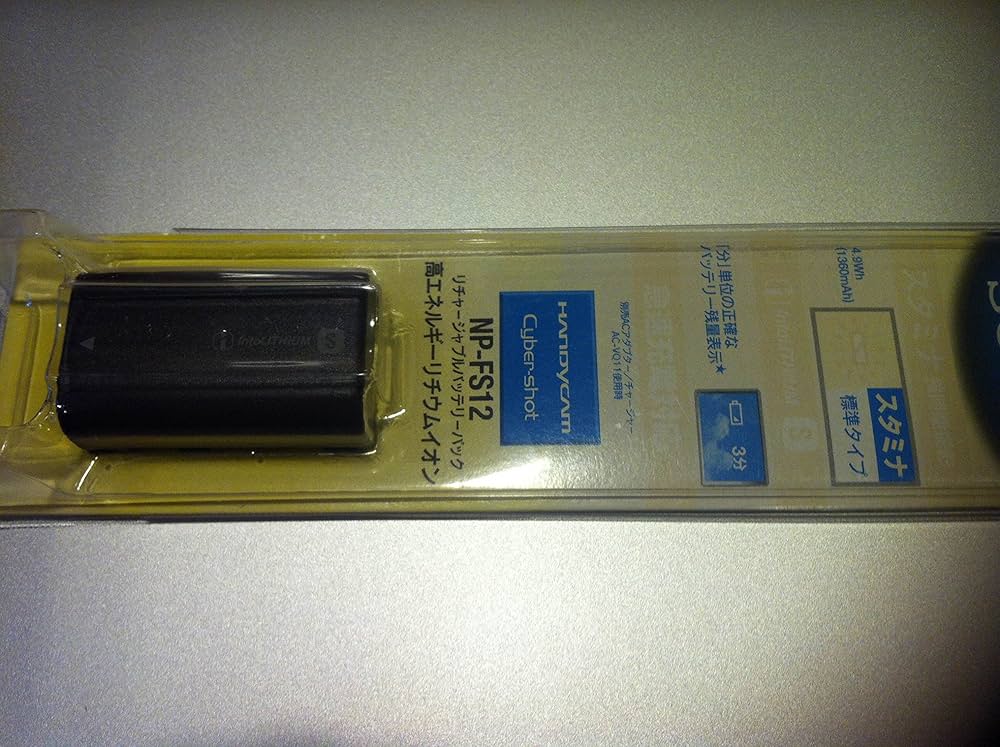 スタミナ
標準タイプ
4.9Wh
(1360mAh)
「分」単位の正確な
バッテリー残量表示★
3分
別売ACアダプター/チャージャー
AC-VQ11使用時
HANDYCAM
Cyber-shot
NP-FS12
リチャージャブルバッテリーパック
高エネルギーリチウムイオン
InfoLITHIUM S